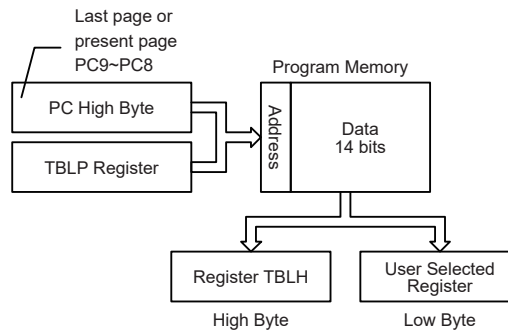 Last page or
present page
PC9~PC8
Program Memory
PC High Byte
TBLP Register
Address
Data
14 bits
Register TBLH
User Selected
Register
High Byte
Low Byte